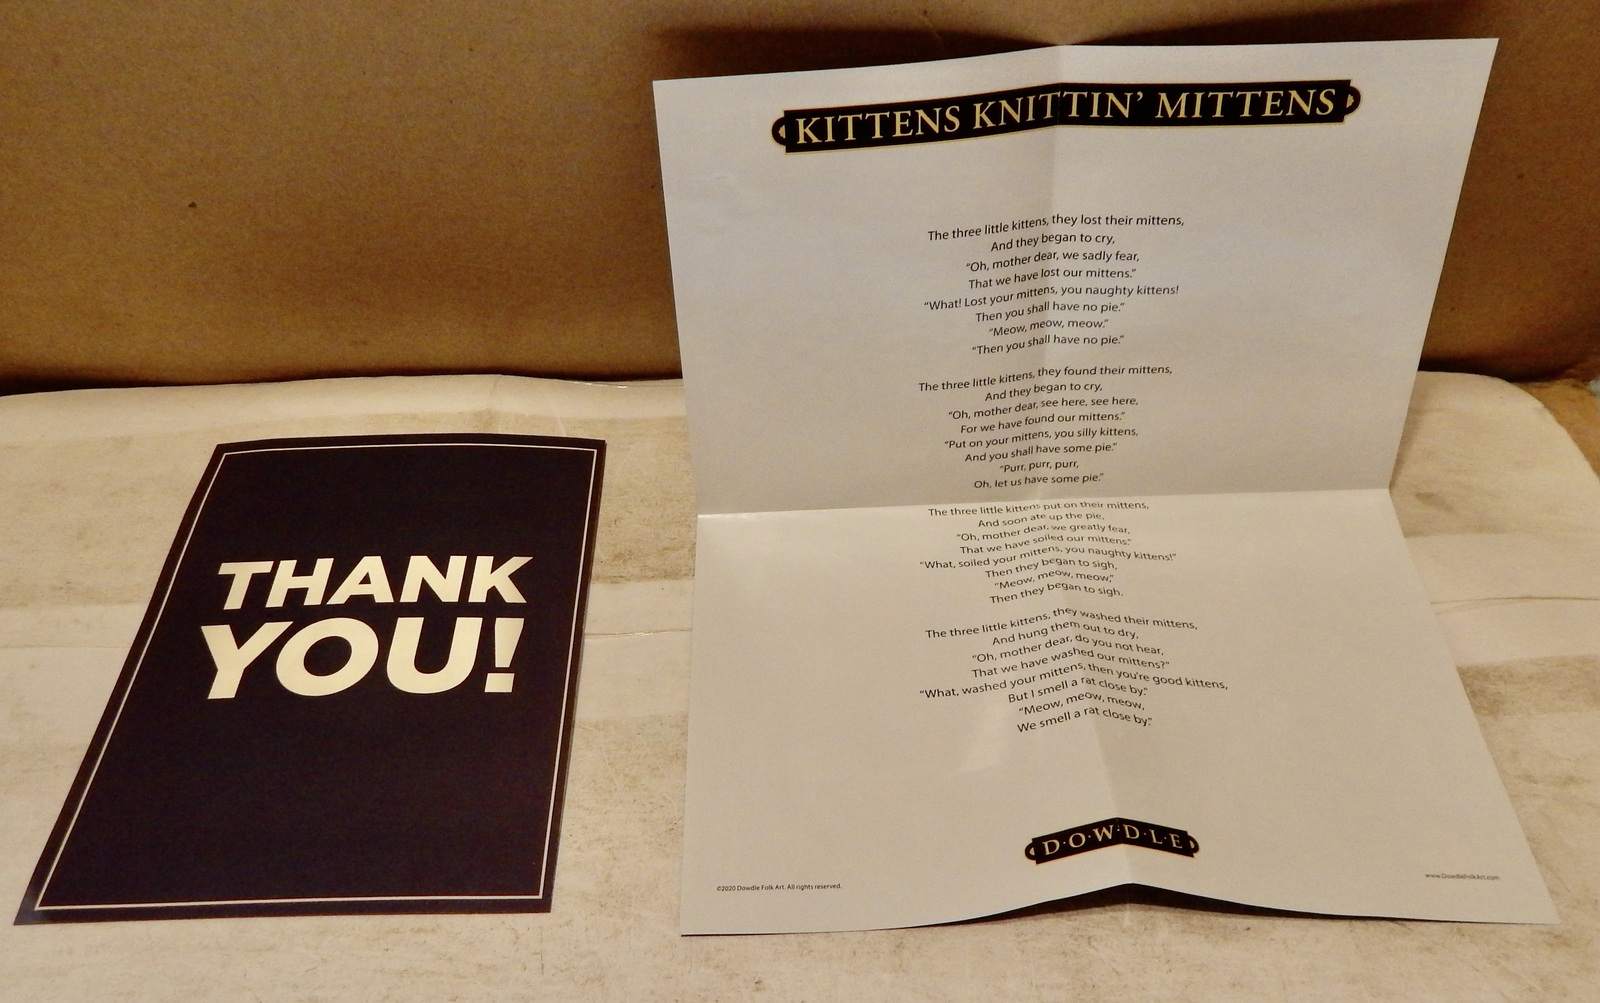 THANK
YOU!
KITTENS KNITTIN' MITTENS
The three little kittens, they lost their mittens,
And they began to cry,
“Oh, mother dear, we sadly fear,
That we have lost our mittens.”
“What! Lost your mittens, you naughty kittens!
Then you shall have no pie.”
“Meow, meow, meow.”
“Then you shall have no pie.”
The three little kittens, they found their mittens,
And they began to cry,
“Oh, mother dear, see here, see here,
For we have found our mittens.”
“Put on your mittens, you silly kittens,
And you shall have some pie.”
“Purr, purr, purr,
Oh, let us have some pie.”
The three little kittens put on their mittens,
And soon ate up the pie,
“Oh, mother dear, we greatly fear,
That we have soiled our mittens.”
“What, soiled your mittens, you naughty kittens!”
Then they began to sigh,
“Meow, meow, meow,”
Then they began to sigh.
The three little kittens, they washed their mittens,
And hung them out to dry,
“Oh, mother dear, do you not hear,
That we have washed our mittens?”
“What, washed your mittens, then you’re good kittens,
But I smell a rat close by.”
“Meow, meow, meow,
We smell a rat close by.”
D·O·W·D·L·E
©2020 Dowdle Folk Art. All rights reserved.
www.DowdleFolkArt.com